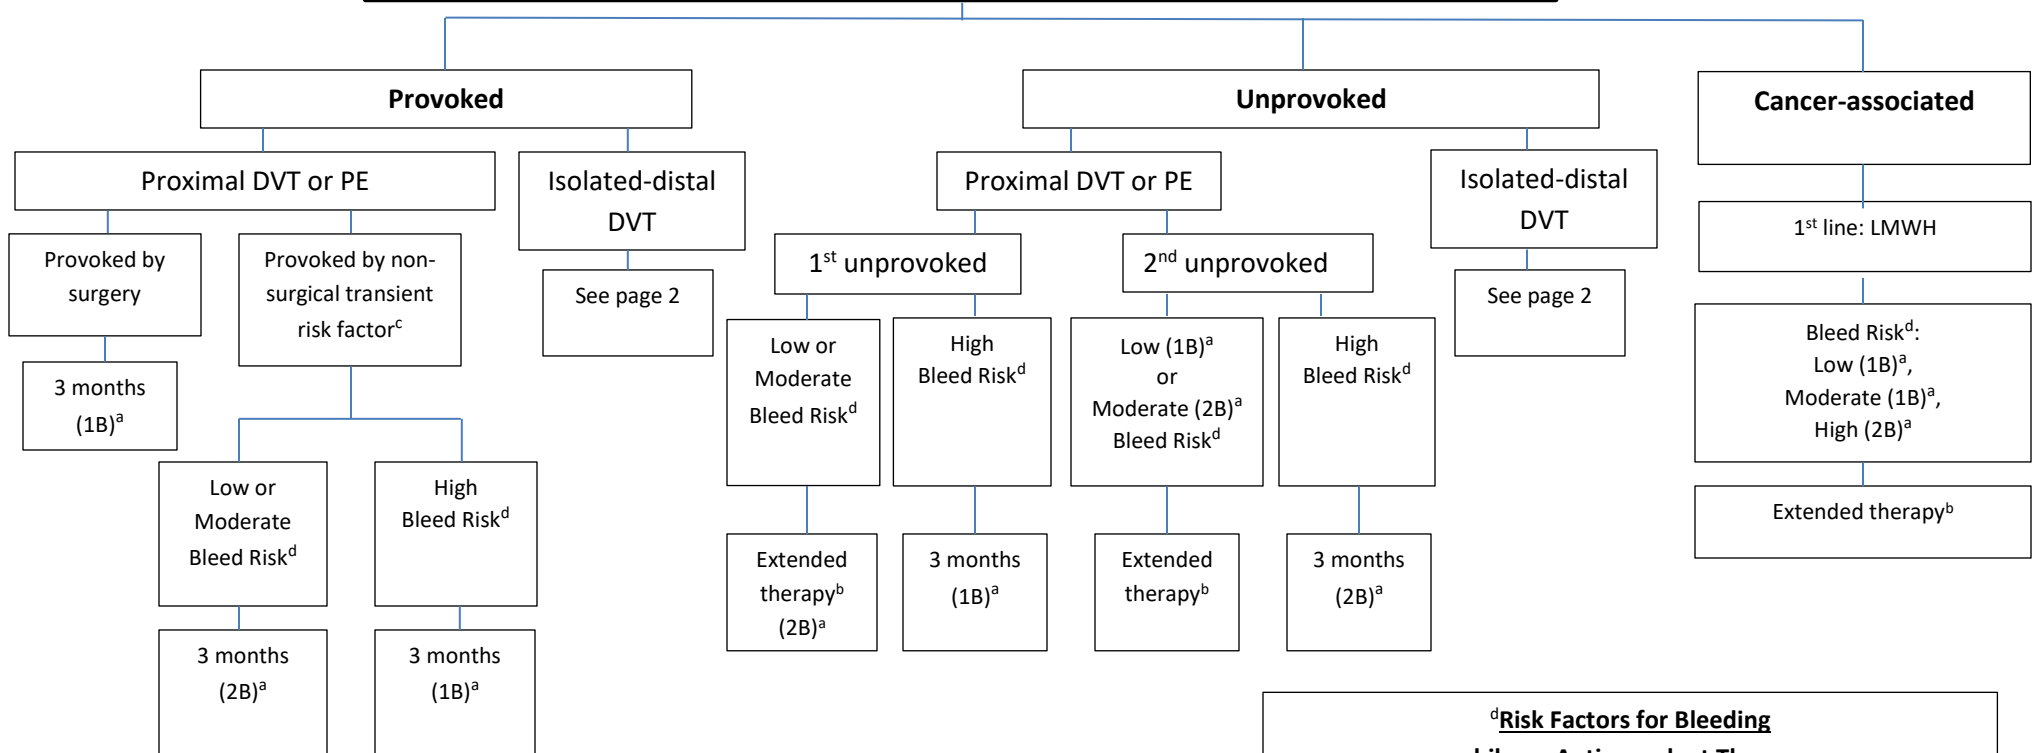 Provoked
Unprovoked
Cancer-associated
Proximal DVT or PE
Isolated-distal
DVT
Proximal DVT or PE
Isolated-distal
DVT
1st line: LMWH
Provoked by
surgery
Provoked by non-
surgical transient
risk factorc
See page 2
1st unprovoked
2nd unprovoked
See page 2
3 months
(1B)a
Low or
Moderate
Bleed Riskd
High
Bleed Riskd
Low (1B)a
or
Moderate (2B)a
Bleed Riskd
High
Bleed Riskd
Bleed Riskd:
Low (1B)a,
Moderate (1B)a,
High (2B)a
Low or
Moderate
Bleed Riskd
High
Bleed Riskd
Extended
therapyb
(2B)a
3 months
(1B)a
Extended
therapyb
3 months
(2B)a
Extended therapyb
3 months
(2B)a
3 months
(1B)a
dRisk Factors for Bleeding